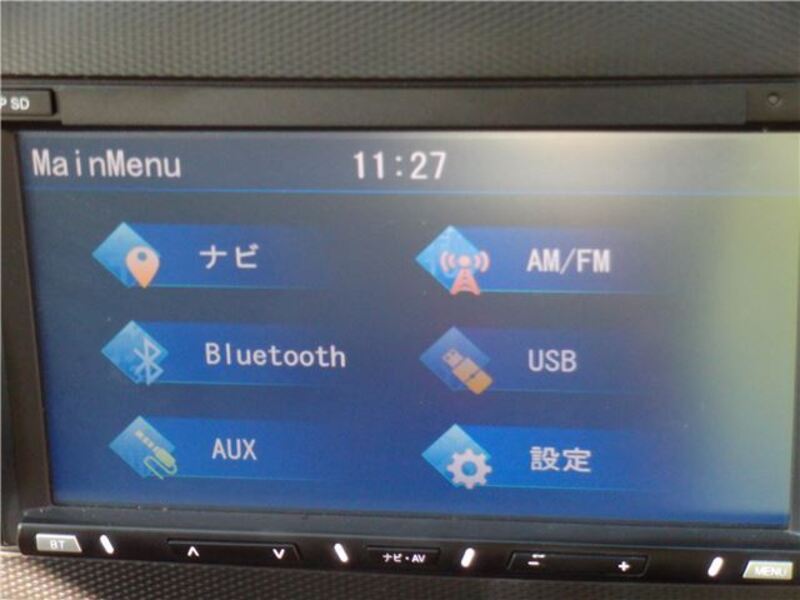 P SD
MainMenu 11:27
ナビ AM/FM
Bluetooth USB
AUX 設定
BT ナビ・AV − + MENU